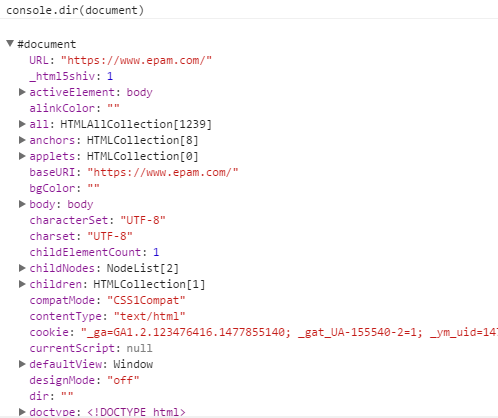 console.dir(document)
▼#document
URL: "https://www.epam.com/"
_html5shiv: 1
▶activeElement: body
alinkColor: ""
▶all: HTMLAllCollection[1239]
▶anchors: HTMLCollection[8]
▶applets: HTMLCollection[0]
baseURI: "https://www.epam.com/"
bgColor: ""
▶body: body
characterSet: "UTF-8"
charset: "UTF-8"
childElementCount: 1
▶childNodes: NodeList[2]
▶children: HTMLCollection[1]
compatMode: "CSS1Compat"
contentType: "text/html"
cookie: "_ga=GA1.2.123476416.1477855140; _gat_UA-155540-2=1; _ym_uid=147
currentScript: null
▶defaultView: Window
designMode: "off"
dir: ""
▶doctype: <!DOCTYPE html>